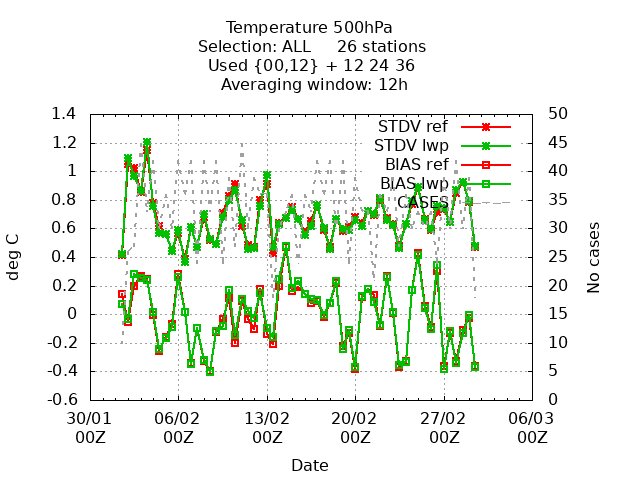 Temperature 500hPa
Selection: ALL 26 stations
Used {00,12} + 12 24 36
Averaging window: 12h
STDV ref
STDV lwp
BIAS ref
BIAS lwp
CASES
1.4
1.2
1
0.8
0.6
0.4
0.2
0
-0.2
-0.4
-0.6
deg C
50
45
40
35
30
25
20
15
10
5
0
No cases
30/01 06/02 13/02 20/02 27/02 06/03
00Z 00Z 00Z 00Z 00Z 00Z
Date